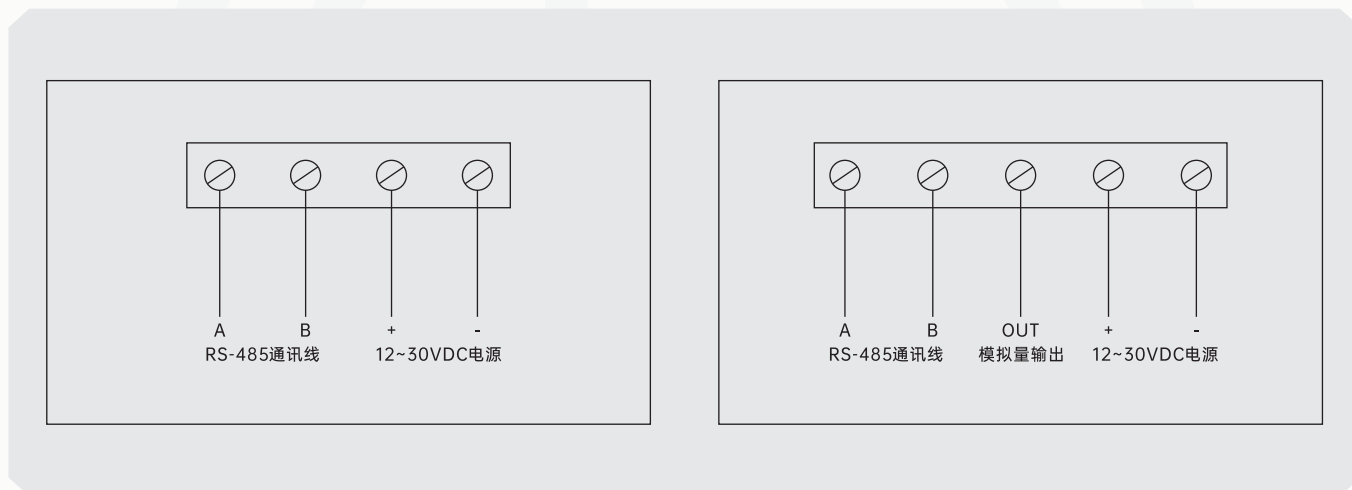 A B + -
RS-485通讯线 12~30VDC电源
A B OUT + -
RS-485通讯线 模拟量输出 12~30VDC电源